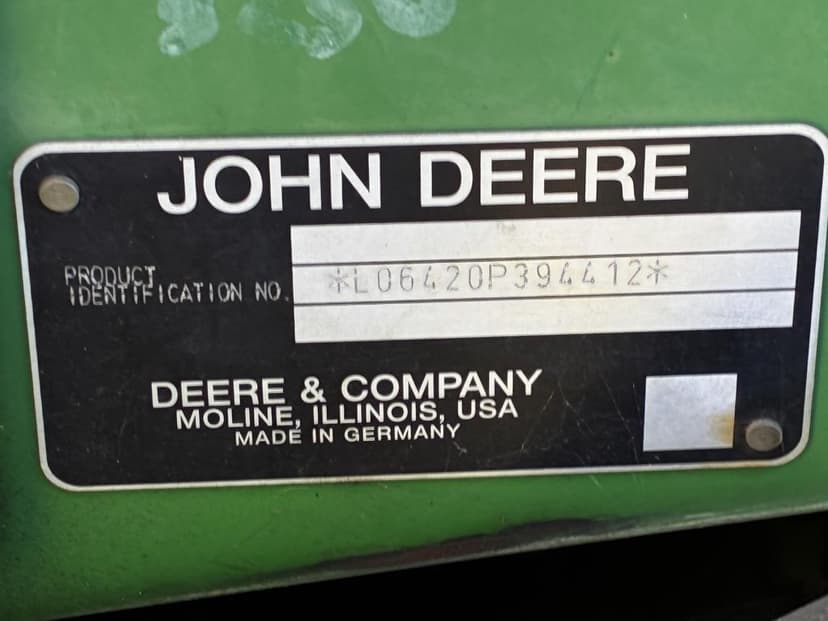 JOHN DEERE
PRODUCT
IDENTIFICATION NO.
*L06420P394412*
DEERE & COMPANY
MOLINE, ILLINOIS, USA
MADE IN GERMANY